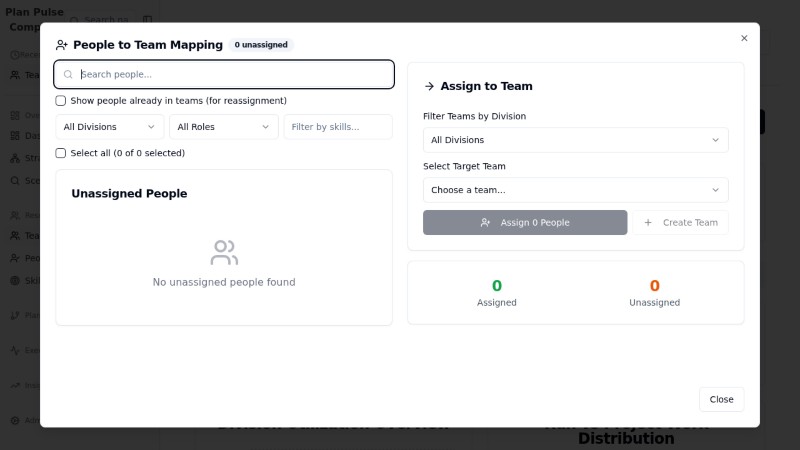 Plan Pulse
People to Team Mapping
0 unassigned
Search people...
Show people already in teams (for reassignment)
All Divisions
All Roles
Filter by skills...
Select all (0 of 0 selected)
Unassigned People
No unassigned people found
Assign to Team
Filter Teams by Division
All Divisions
Select Target Team
Choose a team...
Assign 0 People
Create Team
0
Assigned
0
Unassigned
Close
Distribution